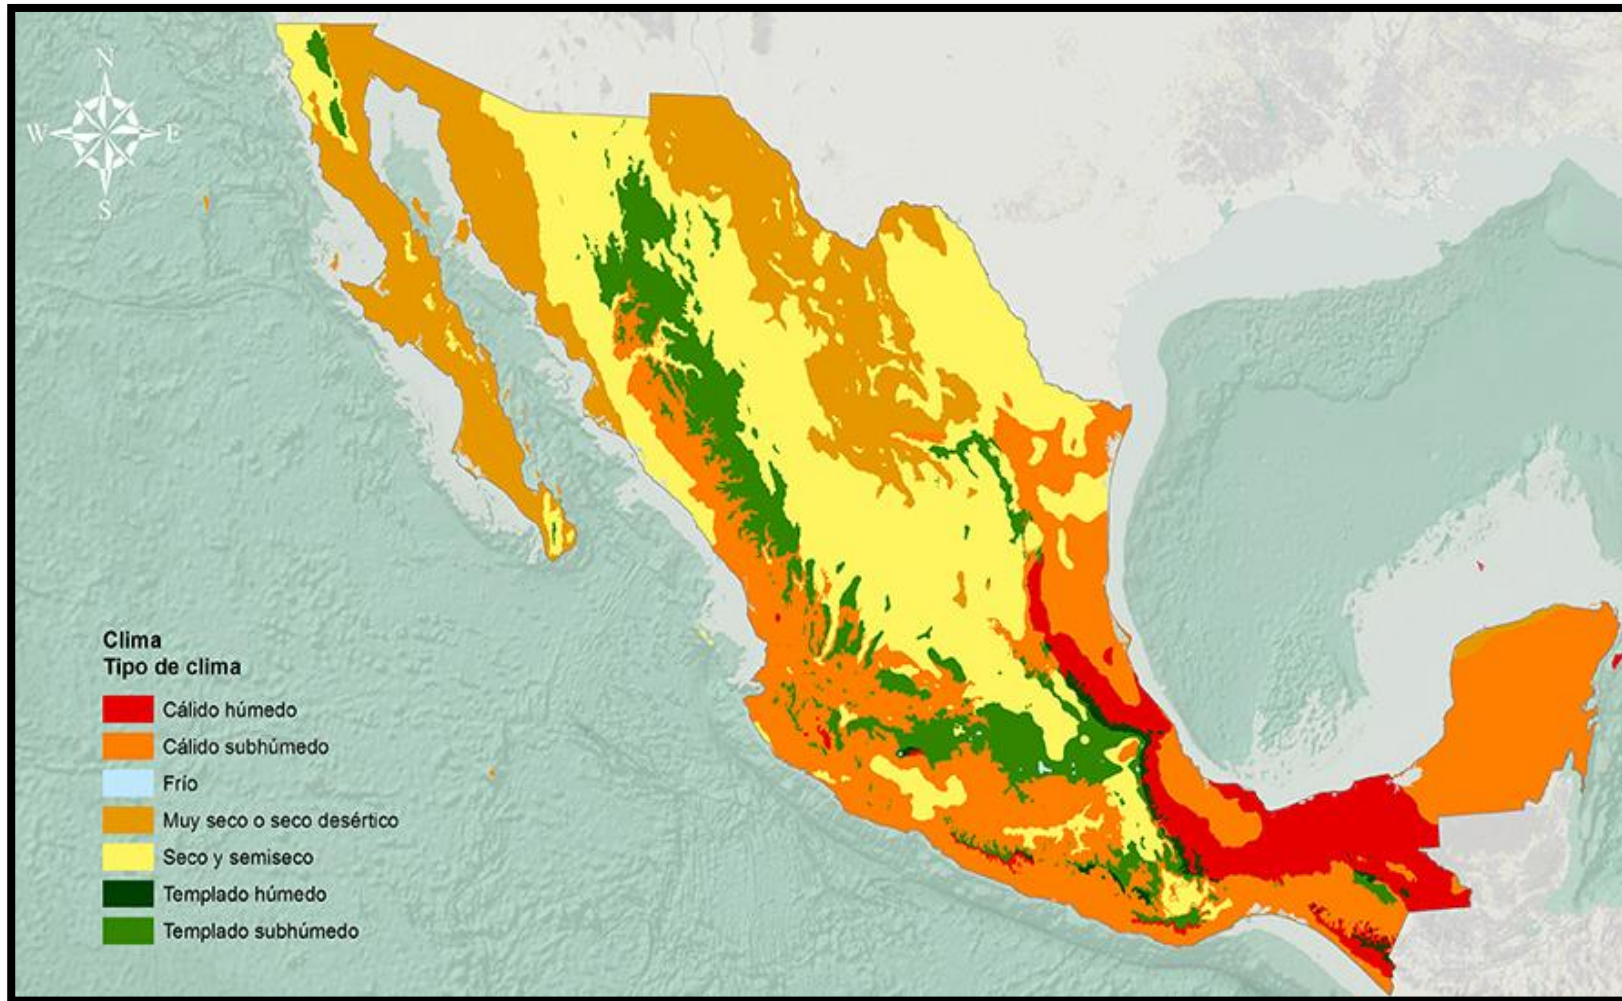 N
W E
S
Clima
Tipo de clima
Cálido húmedo
Cálido subhúmedo
Frío
Muy seco o seco desértico
Seco y semiseco
Templado húmedo
Templado subhúmedo